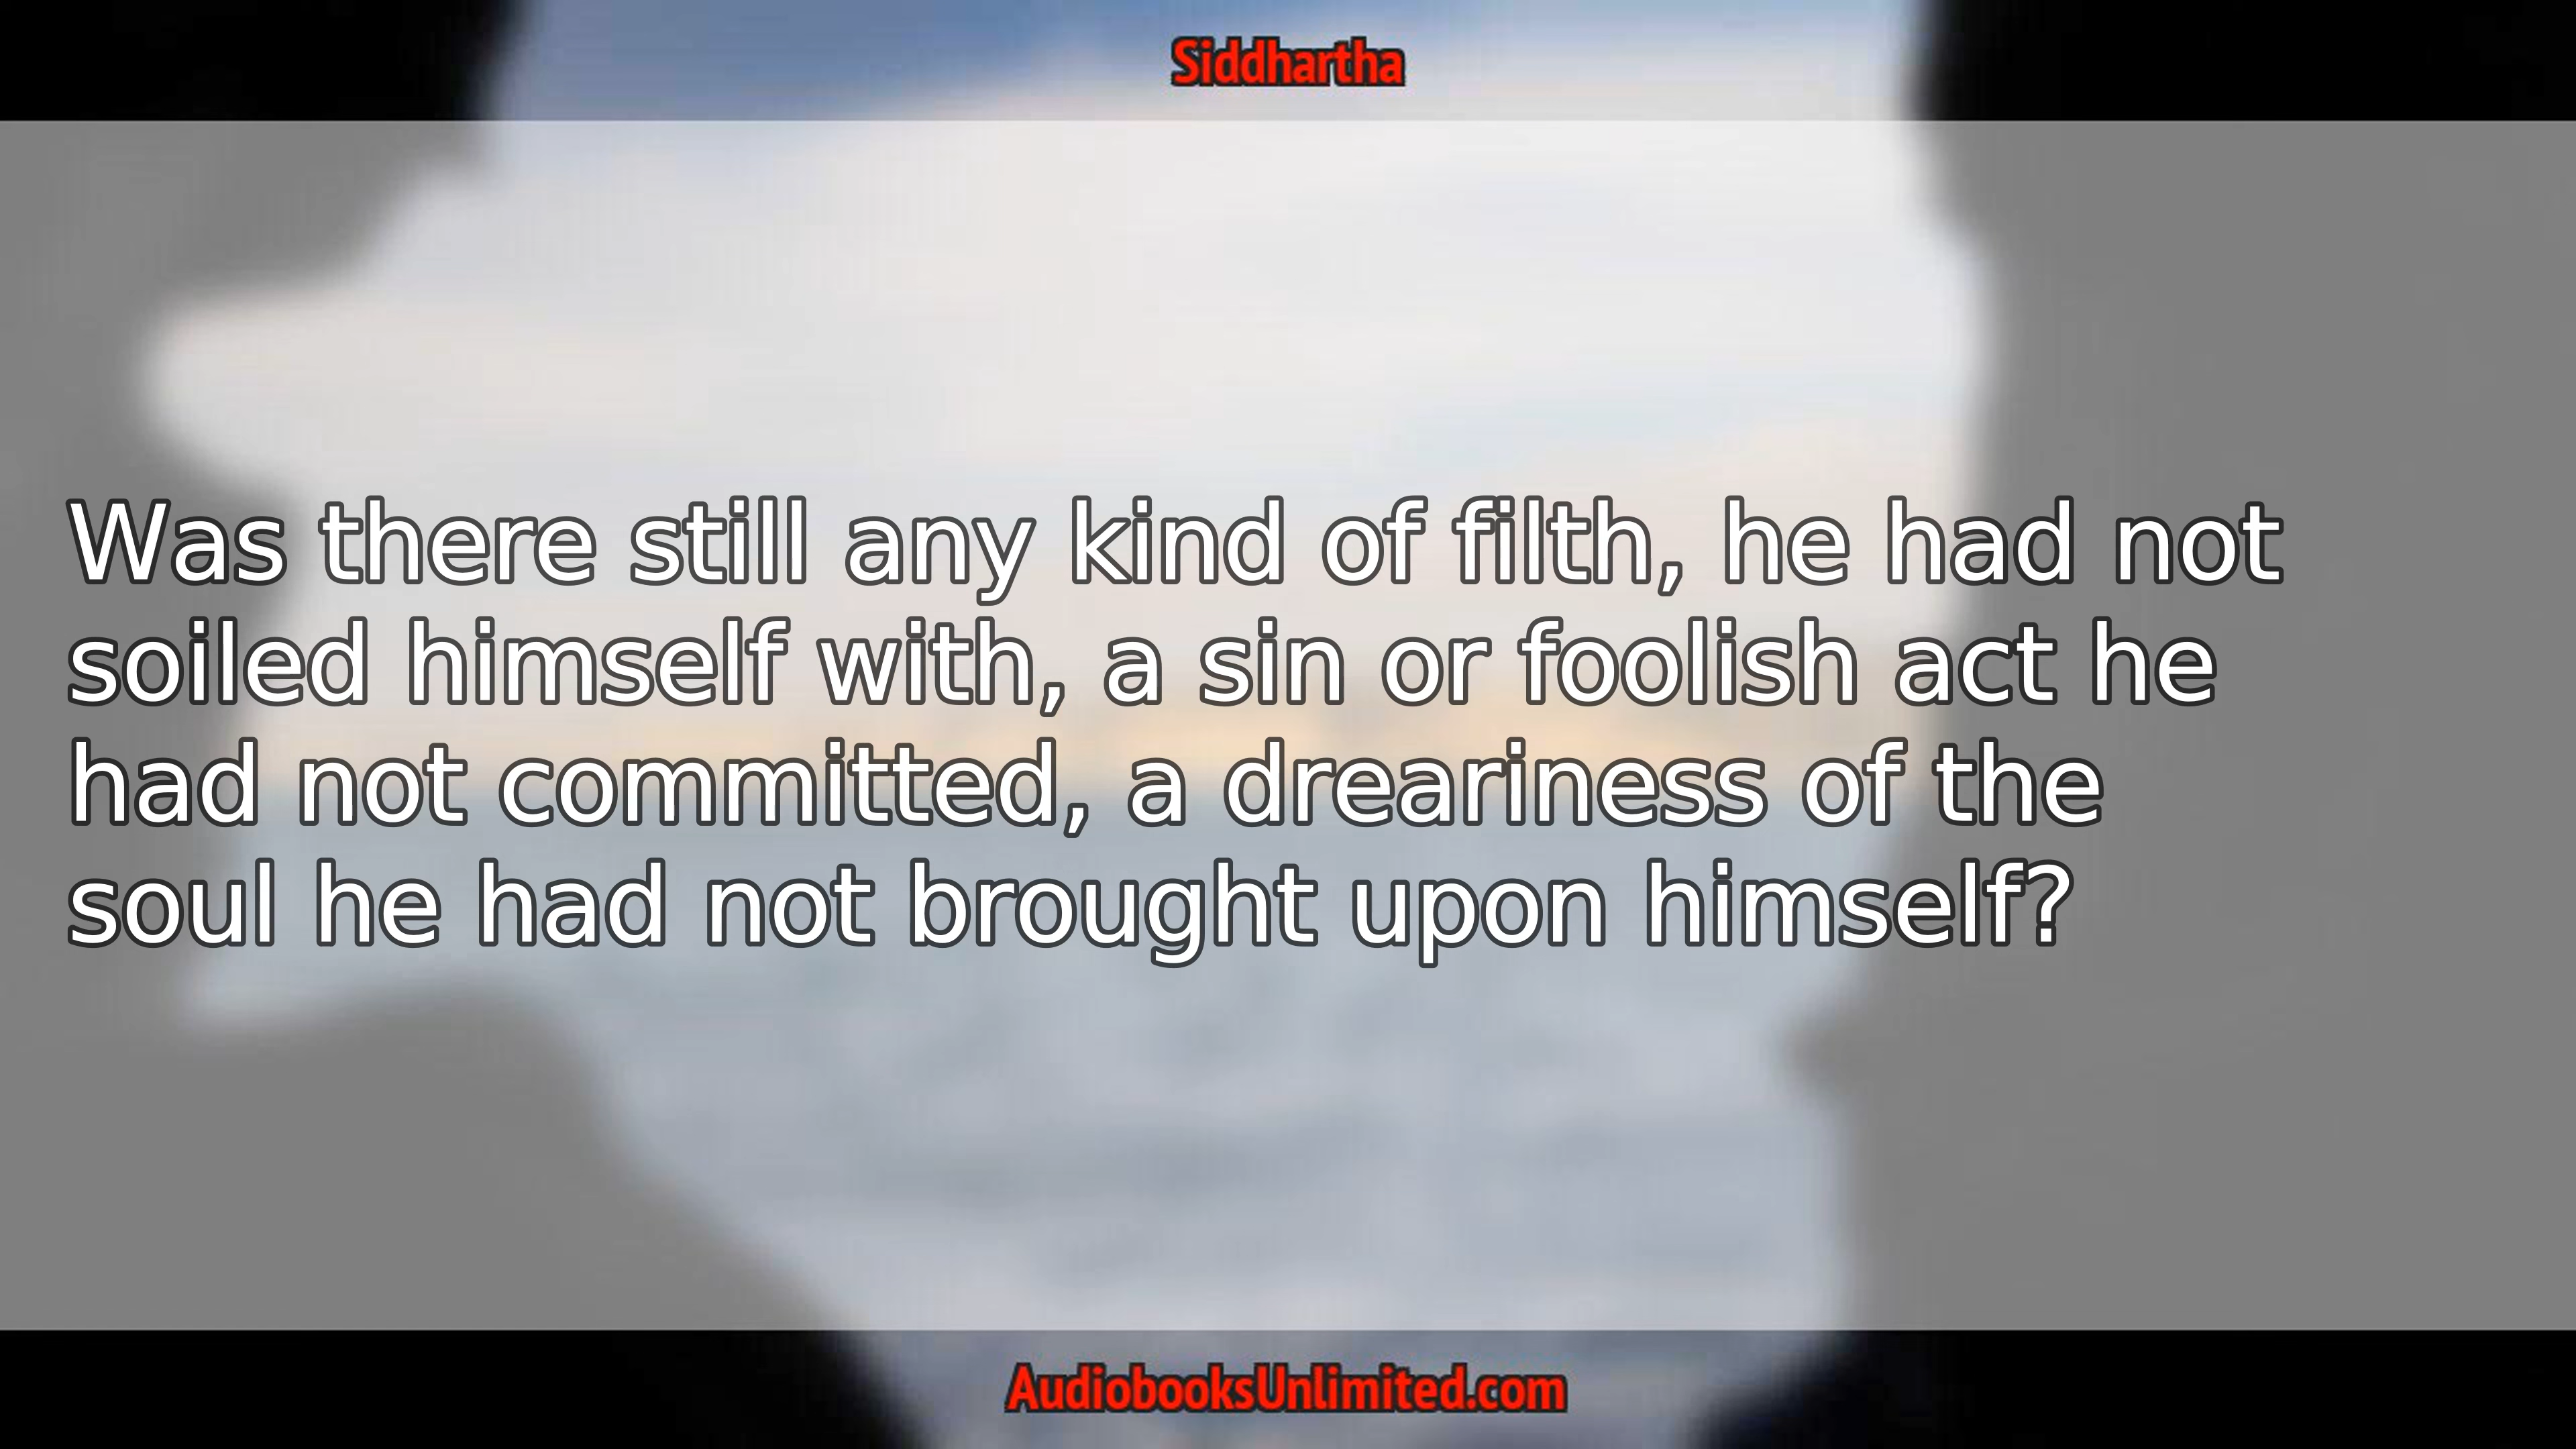 Siddhartha
Was there still any kind of filth, he had not
soiled himself with, a sin or foolish act he
had not committed, a dreariness of the
soul he had not brought upon himself?
AudiobooksUnlimited.com